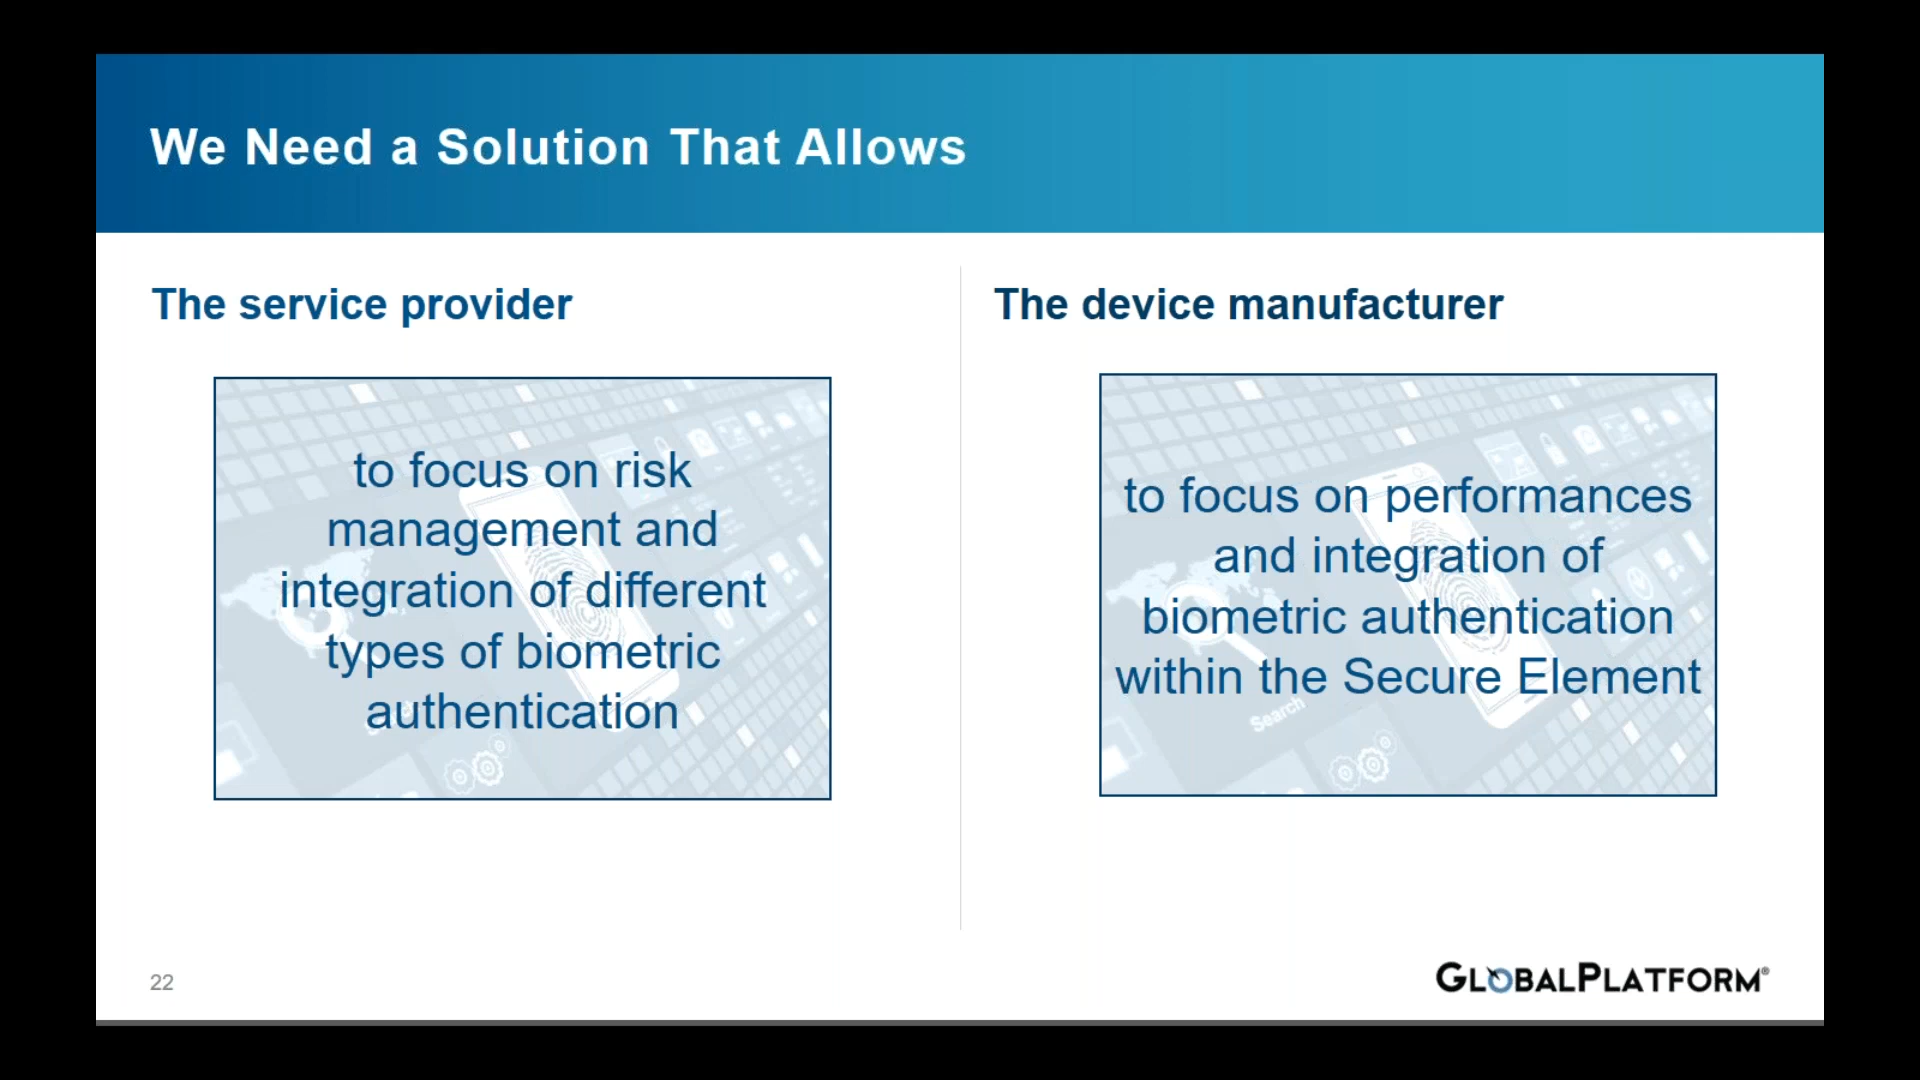 We Need a Solution That Allows
The service provider
to focus on risk
management and
integration of different
types of biometric
authentication
The device manufacturer
to focus on performances
and integration of
biometric authentication
within the Secure Element
Search
22
GLOBALPLATFORM®